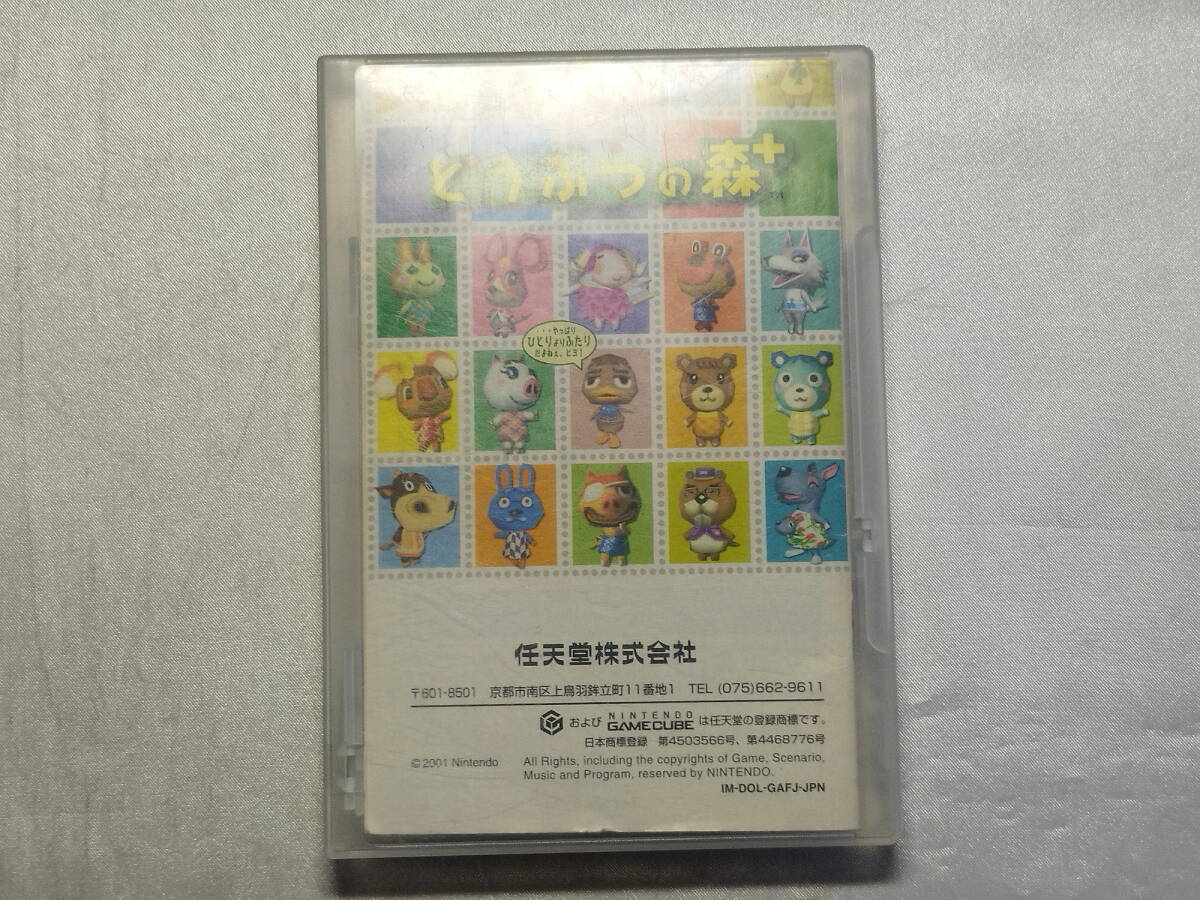 どうぶつの森+
・・・やっぱり
ひとりよりふたり
だよねぇ、ピヨ!
任天堂株式会社
〒601-8501 京都市南区上鳥羽鉾立町11番地1 TEL (075)662-9611
および NINTENDO GAMECUBE は任天堂の登録商標です。
日本商標登録 第4503566号、第4468776号
©2001 Nintendo All Rights, including the copyrights of Game, Scenario,
Music and Program, reserved by NINTENDO.
IM-DOL-GAFJ-JPN